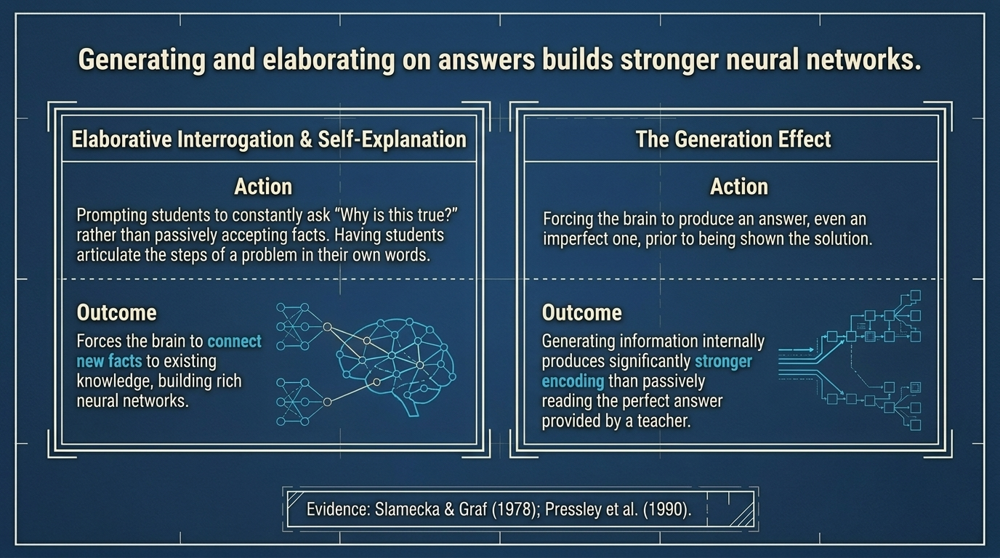 Generating and elaborating on answers builds stronger neural networks.
Elaborative Interrogation & Self-Explanation
Action
Prompting students to constantly ask “Why is this true?”
rather than passively accepting facts. Having students
articulate the steps of a problem in their own words.
Outcome
Forces the brain to connect
new facts to existing
knowledge, building rich
neural networks.
The Generation Effect
Action
Forcing the brain to produce an answer, even an
imperfect one, prior to being shown the solution.
Outcome
Generating information internally
produces significantly stronger
encoding than passively
reading the perfect answer
provided by a teacher.
Evidence: Slamecka & Graf (1978); Pressley et al. (1990).